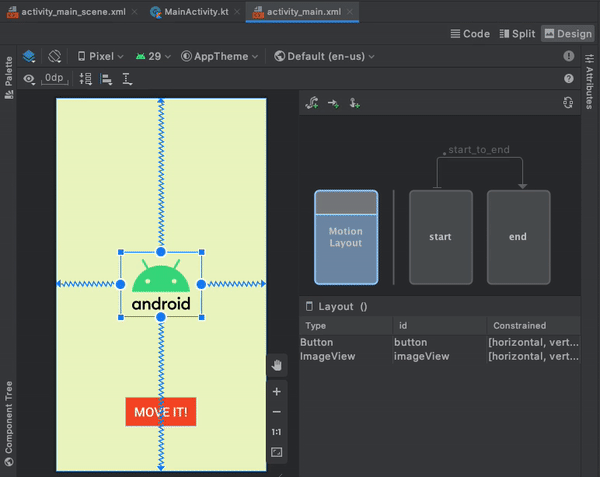 activity_main_scene.xml MainActivity.kt activity_main.xml
Code Split Design
Pixel 29 AppTheme Default (en-us)
0dp
Palette
Attributes
start_to_end
Motion
Layout
start
end
android
MOVE IT!
1:1
Layout ()
Type id Constrained
Button button [horizontal, vert...
ImageView imageView [horizontal, vert...
Component Tree